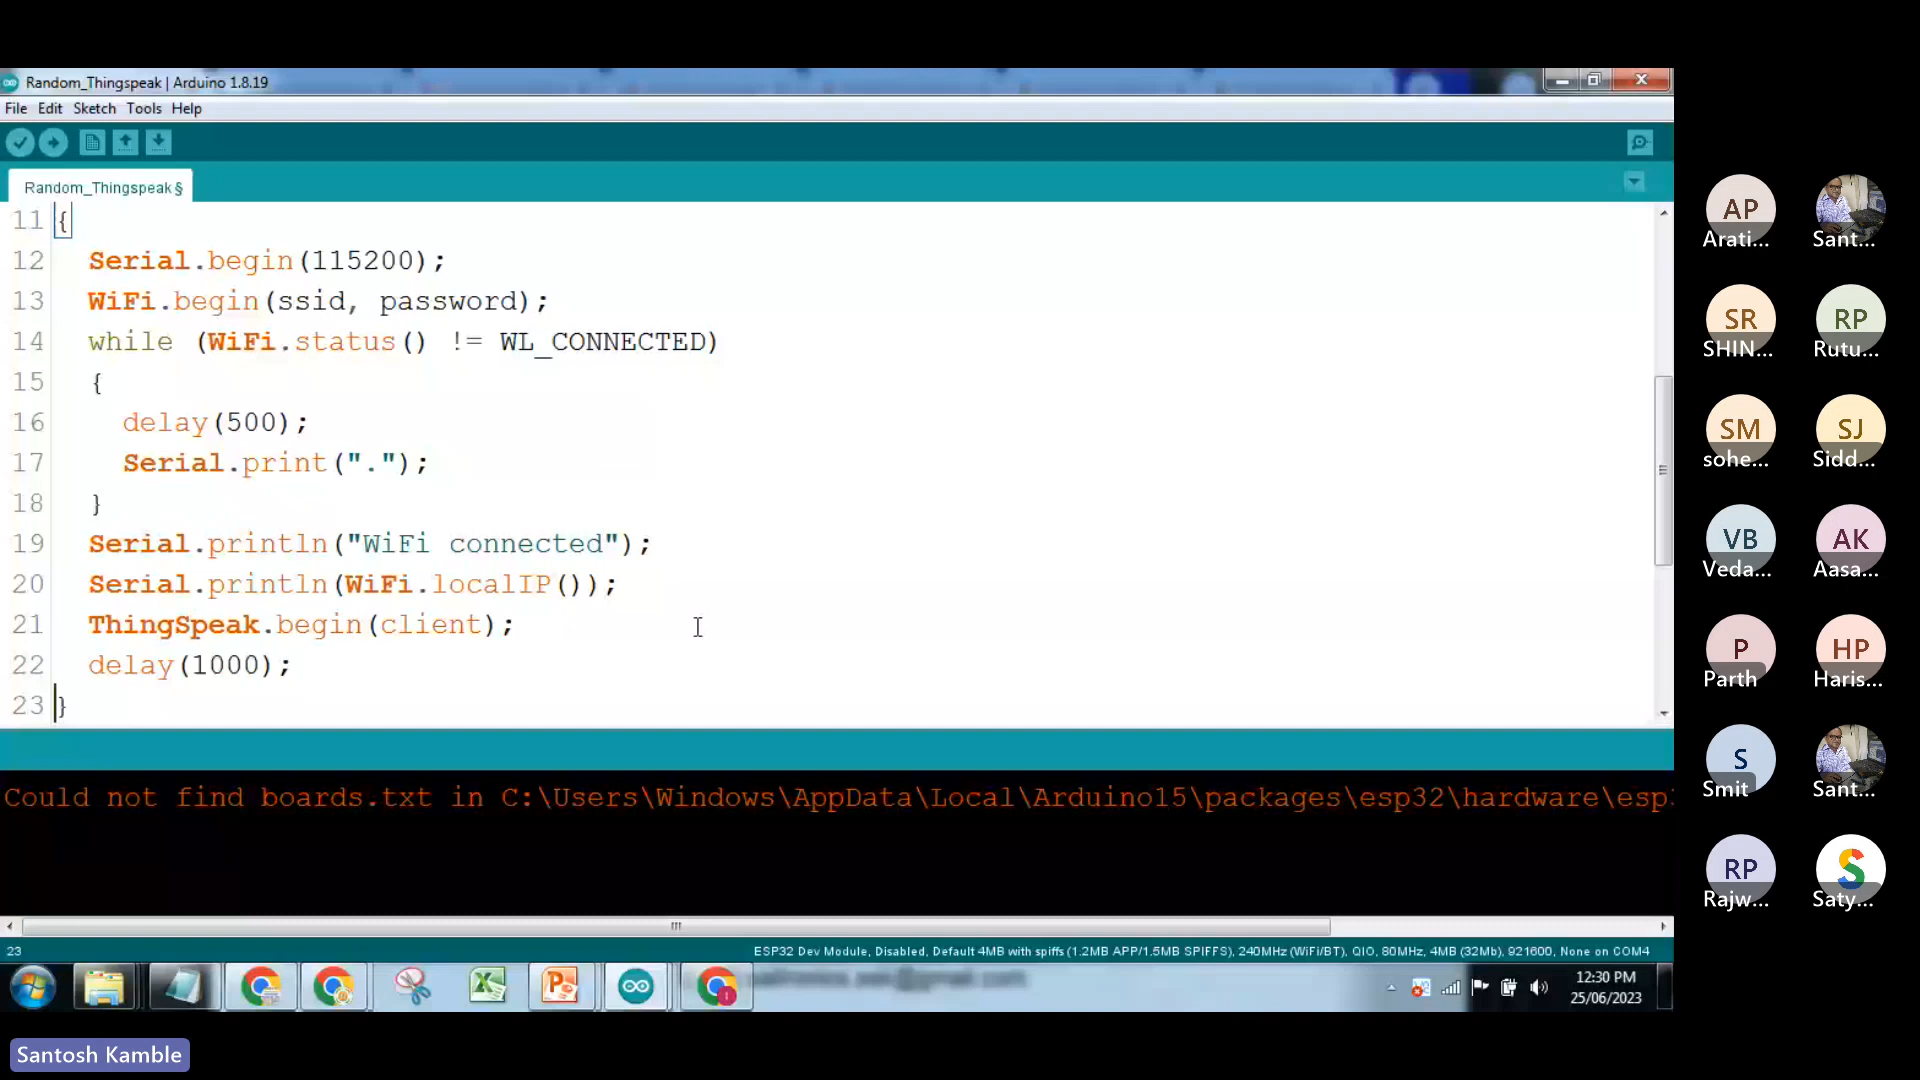 Random_Thingspeak | Arduino 1.8.19
File Edit Sketch Tools Help
Random_Thingspeak §
11 {
12 Serial.begin(115200);
13 WiFi.begin(ssid, password);
14 while (WiFi.status() != WL_CONNECTED)
15 {
16 delay(500);
17 Serial.print(".");
18 }
19 Serial.println("WiFi connected");
20 Serial.println(WiFi.localIP());
21 ThingSpeak.begin(client);
22 delay(1000);
23 }
Could not find boards.txt in C:\Users\Windows\AppData\Local\Arduino15\packages\esp32\hardware\esp
23
ESP32 Dev Module, Disabled, Default 4MB with spiffs (1.2MB APP/1.5MB SPIFFS), 240MHz (WiFi/BT), QIO, 80MHz, 4MB (32Mb), 921600, None on COM4
12:30 PM
25/06/2023
Santosh Kamble
AP
Arati... Sant...
SR RP
SHIN... Rutu...
SM SJ
sohe... Sidd...
VB AK
Veda... Aasa...
P HP
Parth Haris...
S
Smit Sant...
RP S
Rajw... Saty...